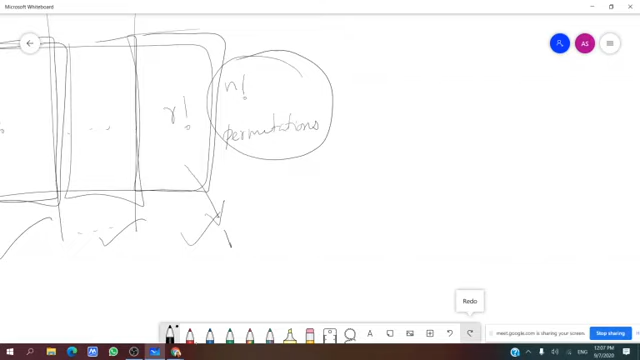 Microsoft Whiteboard
AS
n!
r!
permutations
Redo
A
meet.google.com is sharing your screen.
Stop sharing
ENG
12:07 PM
9/7/2020